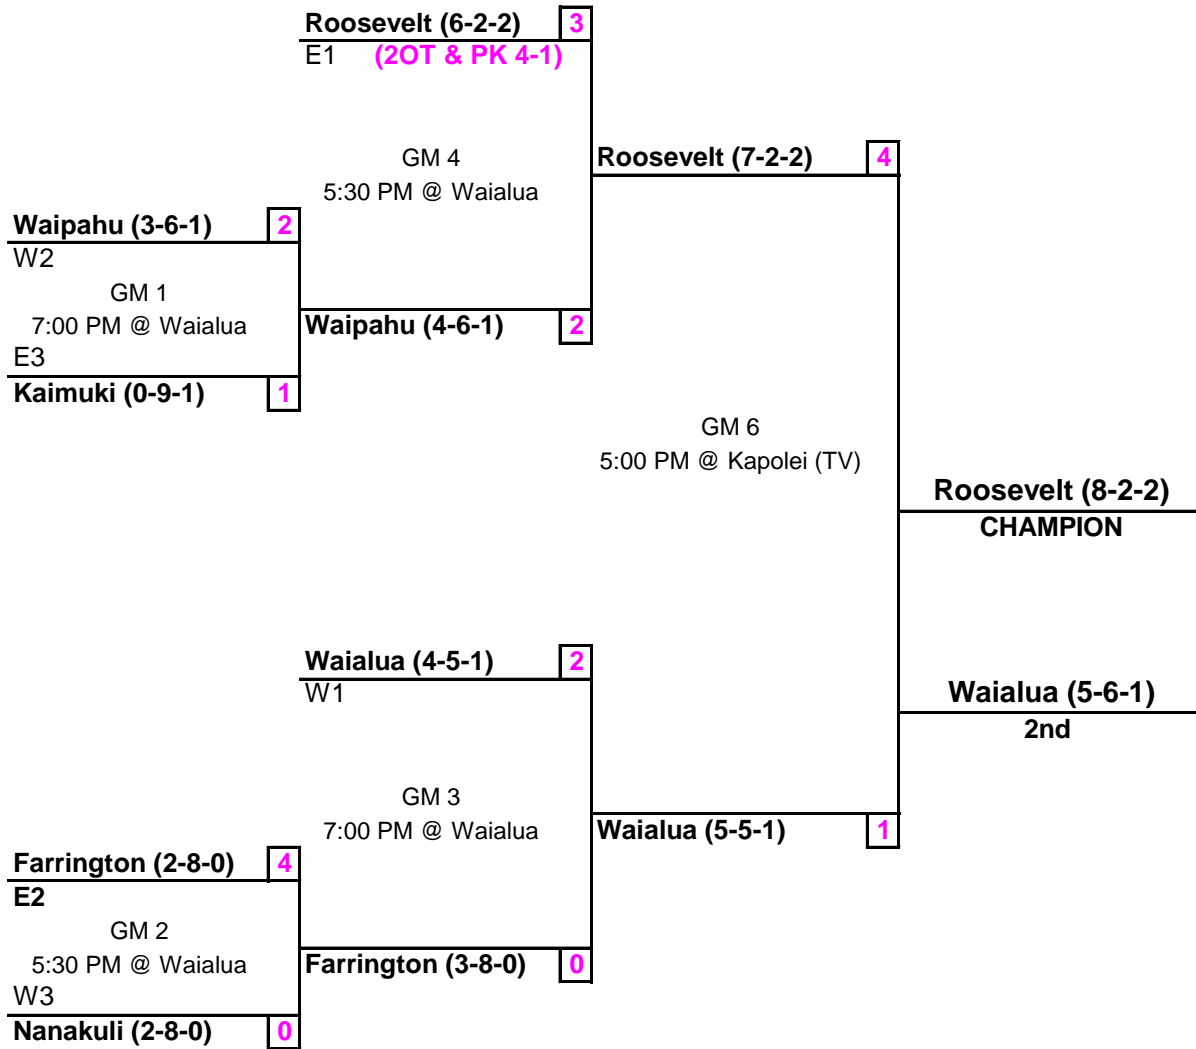 Roosevelt (6-2-2) 3
E1 (2OT & PK 4-1)
GM 4
5:30 PM @ Waialua
Roosevelt (7-2-2) 4
Waipahu (3-6-1) 2
W2
GM 1
7:00 PM @ Waialua
Waipahu (4-6-1) 2
E3
Kaimuki (0-9-1) 1
GM 6
5:00 PM @ Kapolei (TV)
Roosevelt (8-2-2)
CHAMPION
Waialua (4-5-1) 2
W1
Waialua (5-6-1)
2nd
GM 3
7:00 PM @ Waialua
Waialua (5-5-1) 1
Farrington (2-8-0) 4
E2
GM 2
5:30 PM @ Waialua
Farrington (3-8-0) 0
W3
Nanakuli (2-8-0) 0